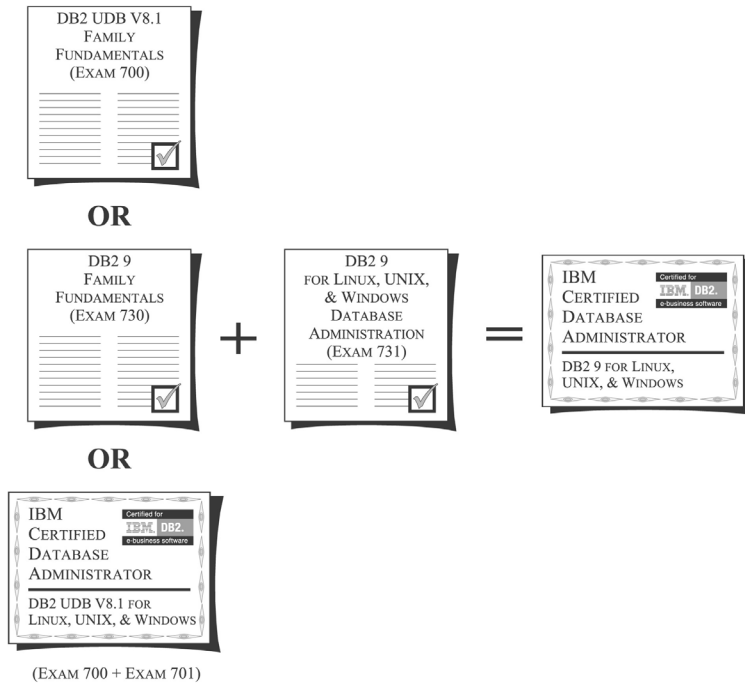 DB2 UDB V8.1
FAMILY
FUNDAMENTALS
(EXAM 700)
OR
DB2 9
FAMILY
FUNDAMENTALS
(EXAM 730)
+
DB2 9
FOR LINUX, UNIX,
& WINDOWS
DATABASE
ADMINISTRATION
(EXAM 731)
=
IBM
CERTIFIED
DATABASE
ADMINISTRATOR
Certified for
IBM. DB2.
e-business software
DB2 9 FOR LINUX,
UNIX, & WINDOWS
OR
IBM
CERTIFIED
DATABASE
ADMINISTRATOR
Certified for
IBM. DB2.
e-business software
DB2 UDB V8.1 FOR
LINUX, UNIX, & WINDOWS
(EXAM 700 + EXAM 701)